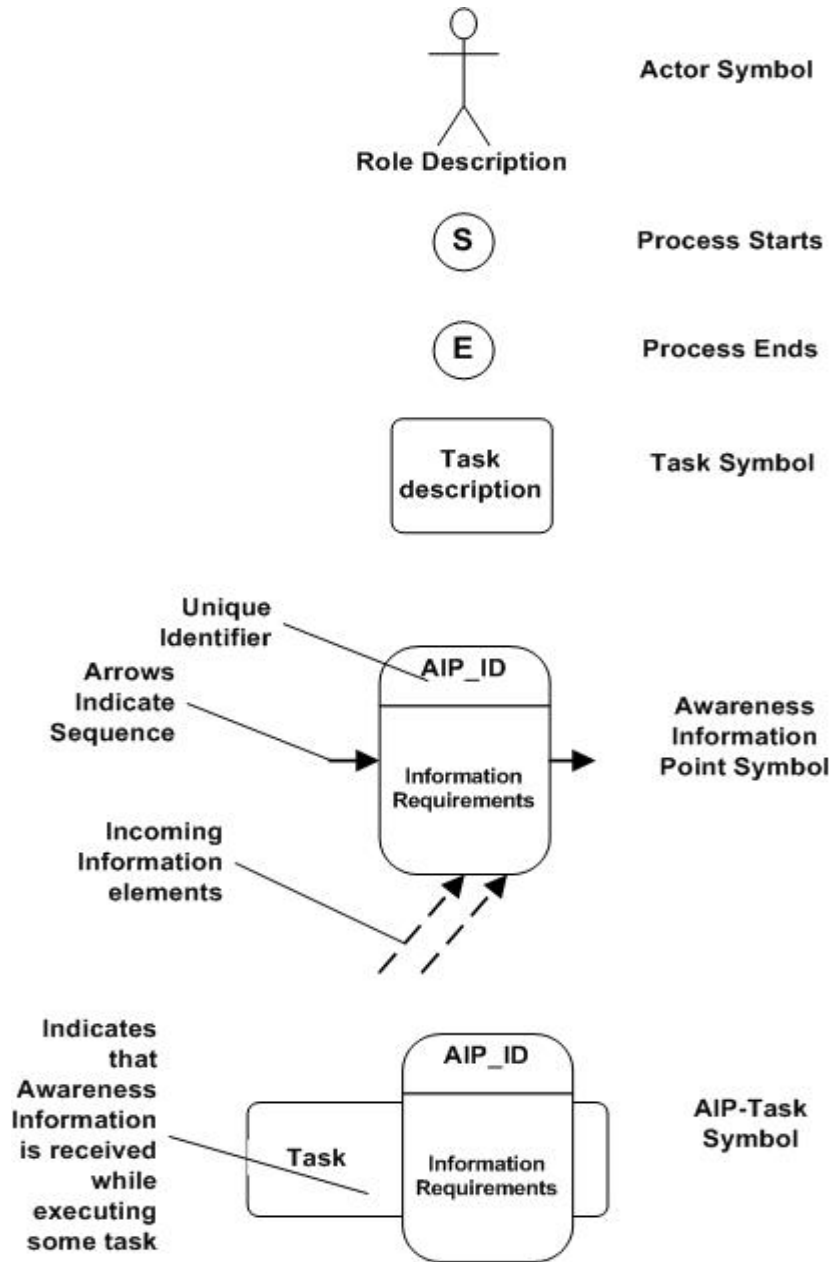 Actor Symbol
Role Description
S
Process Starts
E
Process Ends
Task
description
Task Symbol
Unique
Identifier
Arrows
Indicate
Sequence
AIP_ID
Information
Requirements
Awareness
Information
Point Symbol
Incoming
Information
elements
Indicates
that
Awareness
Information
is received
while
executing
some task
AIP_ID
Task
Information
Requirements
AIP-Task
Symbol